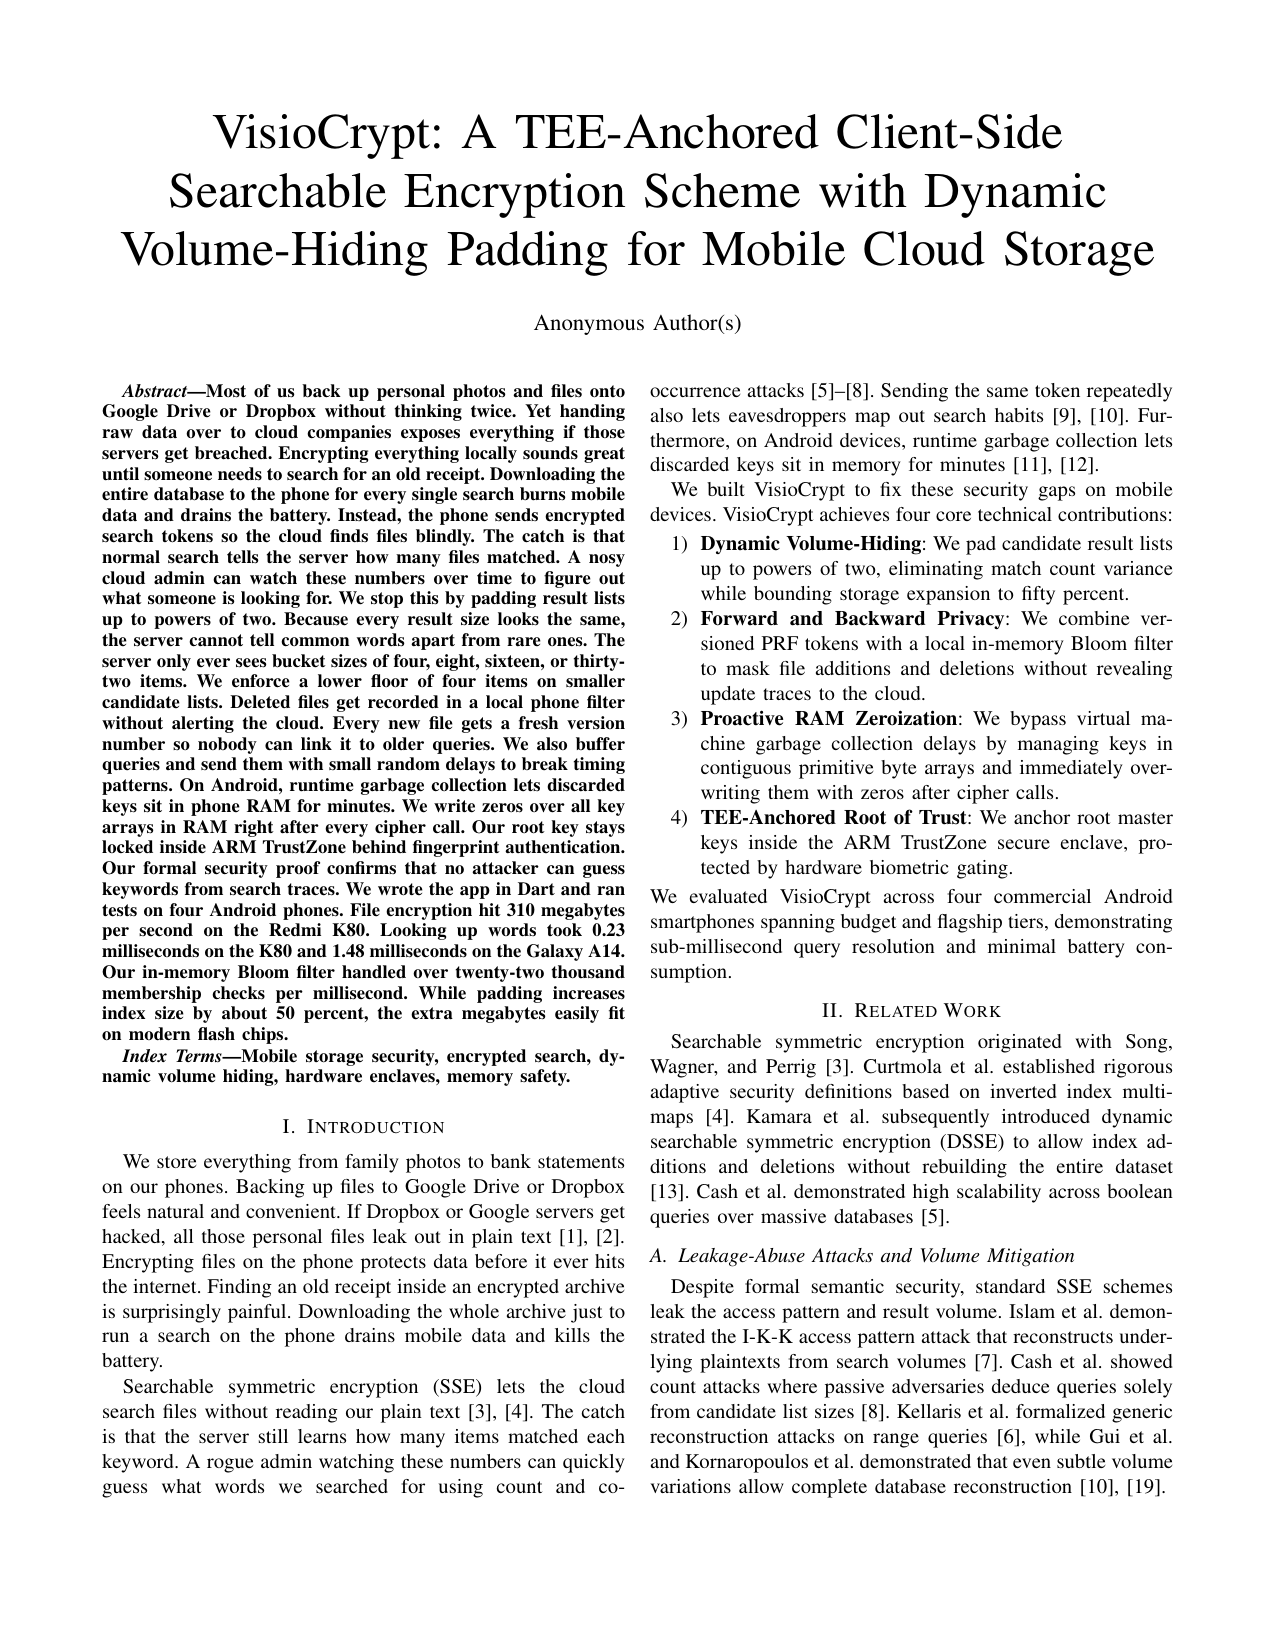 VisioCrypt: A TEE-Anchored Client-Side
Searchable Encryption Scheme with Dynamic
Volume-Hiding Padding for Mobile Cloud Storage
Anonymous Author(s)
Abstract—Most of us back up personal photos and files onto
Google Drive or Dropbox without thinking twice. Yet handing
raw data over to cloud companies exposes everything if those
servers get breached. Encrypting everything locally sounds great
until someone needs to search for an old receipt. Downloading the
entire database to the phone for every single search burns mobile
data and drains the battery. Instead, the phone sends encrypted
search tokens so the cloud finds files blindly. The catch is that
normal search tells the server how many files matched. A nosy
cloud admin can watch these numbers over time to figure out
what someone is looking for. We stop this by padding result lists
up to powers of two. Because every result size looks the same,
the server cannot tell common words apart from rare ones. The
server only ever sees bucket sizes of four, eight, sixteen, or thirty-
two items. We enforce a lower floor of four items on smaller
candidate lists. Deleted files get recorded in a local phone filter
without alerting the cloud. Every new file gets a fresh version
number so nobody can link it to older queries. We also buffer
queries and send them with small random delays to break timing
patterns. On Android, runtime garbage collection lets discarded
keys sit in phone RAM for minutes. We write zeros over all key
arrays in RAM right after every cipher call. Our root key stays
locked inside ARM TrustZone behind fingerprint authentication.
Our formal security proof confirms that no attacker can guess
keywords from search traces. We wrote the app in Dart and ran
tests on four Android phones. File encryption hit 310 megabytes
per second on the Redmi K80. Looking up words took 0.23
milliseconds on the K80 and 1.48 milliseconds on the Galaxy A14.
Our in-memory Bloom filter handled over twenty-two thousand
membership checks per millisecond. While padding increases
index size by about 50 percent, the extra megabytes easily fit
on modern flash chips.
Index Terms—Mobile storage security, encrypted search, dy-
namic volume hiding, hardware enclaves, memory safety.
I. INTRODUCTION
We store everything from family photos to bank statements
on our phones. Backing up files to Google Drive or Dropbox
feels natural and convenient. If Dropbox or Google servers get
hacked, all those personal files leak out in plain text [1], [2].
Encrypting files on the phone protects data before it ever hits
the internet. Finding an old receipt inside an encrypted archive
is surprisingly painful. Downloading the whole archive just to
run a search on the phone drains mobile data and kills the
battery.
Searchable symmetric encryption (SSE) lets the cloud
search files without reading our plain text [3], [4]. The catch
is that the server still learns how many items matched each
keyword. A rogue admin watching these numbers can quickly
guess what words we searched for using count and co-
occurrence attacks [5]–[8]. Sending the same token repeatedly
also lets eavesdroppers map out search habits [9], [10]. Fur-
thermore, on Android devices, runtime garbage collection lets
discarded keys sit in memory for minutes [11], [12].
We built VisioCrypt to fix these security gaps on mobile
devices. VisioCrypt achieves four core technical contributions:
1) Dynamic Volume-Hiding: We pad candidate result lists
up to powers of two, eliminating match count variance
while bounding storage expansion to fifty percent.
2) Forward and Backward Privacy: We combine ver-
sioned PRF tokens with a local in-memory Bloom filter
to mask file additions and deletions without revealing
update traces to the cloud.
3) Proactive RAM Zeroization: We bypass virtual ma-
chine garbage collection delays by managing keys in
contiguous primitive byte arrays and immediately over-
writing them with zeros after cipher calls.
4) TEE-Anchored Root of Trust: We anchor root master
keys inside the ARM TrustZone secure enclave, pro-
tected by hardware biometric gating.
We evaluated VisioCrypt across four commercial Android
smartphones spanning budget and flagship tiers, demonstrating
sub-millisecond query resolution and minimal battery con-
sumption.
II. RELATED WORK
Searchable symmetric encryption originated with Song,
Wagner, and Perrig [3]. Curtmola et al. established rigorous
adaptive security definitions based on inverted index multi-
maps [4]. Kamara et al. subsequently introduced dynamic
searchable symmetric encryption (DSSE) to allow index ad-
ditions and deletions without rebuilding the entire dataset
[13]. Cash et al. demonstrated high scalability across boolean
queries over massive databases [5].
A. Leakage-Abuse Attacks and Volume Mitigation
Despite formal semantic security, standard SSE schemes
leak the access pattern and result volume. Islam et al. demon-
strated the I-K-K access pattern attack that reconstructs under-
lying plaintexts from search volumes [7]. Cash et al. showed
count attacks where passive adversaries deduce queries solely
from candidate list sizes [8]. Kellaris et al. formalized generic
reconstruction attacks on range queries [6], while Gui et al.
and Kornaropoulos et al. demonstrated that even subtle volume
variations allow complete database reconstruction [10], [19].